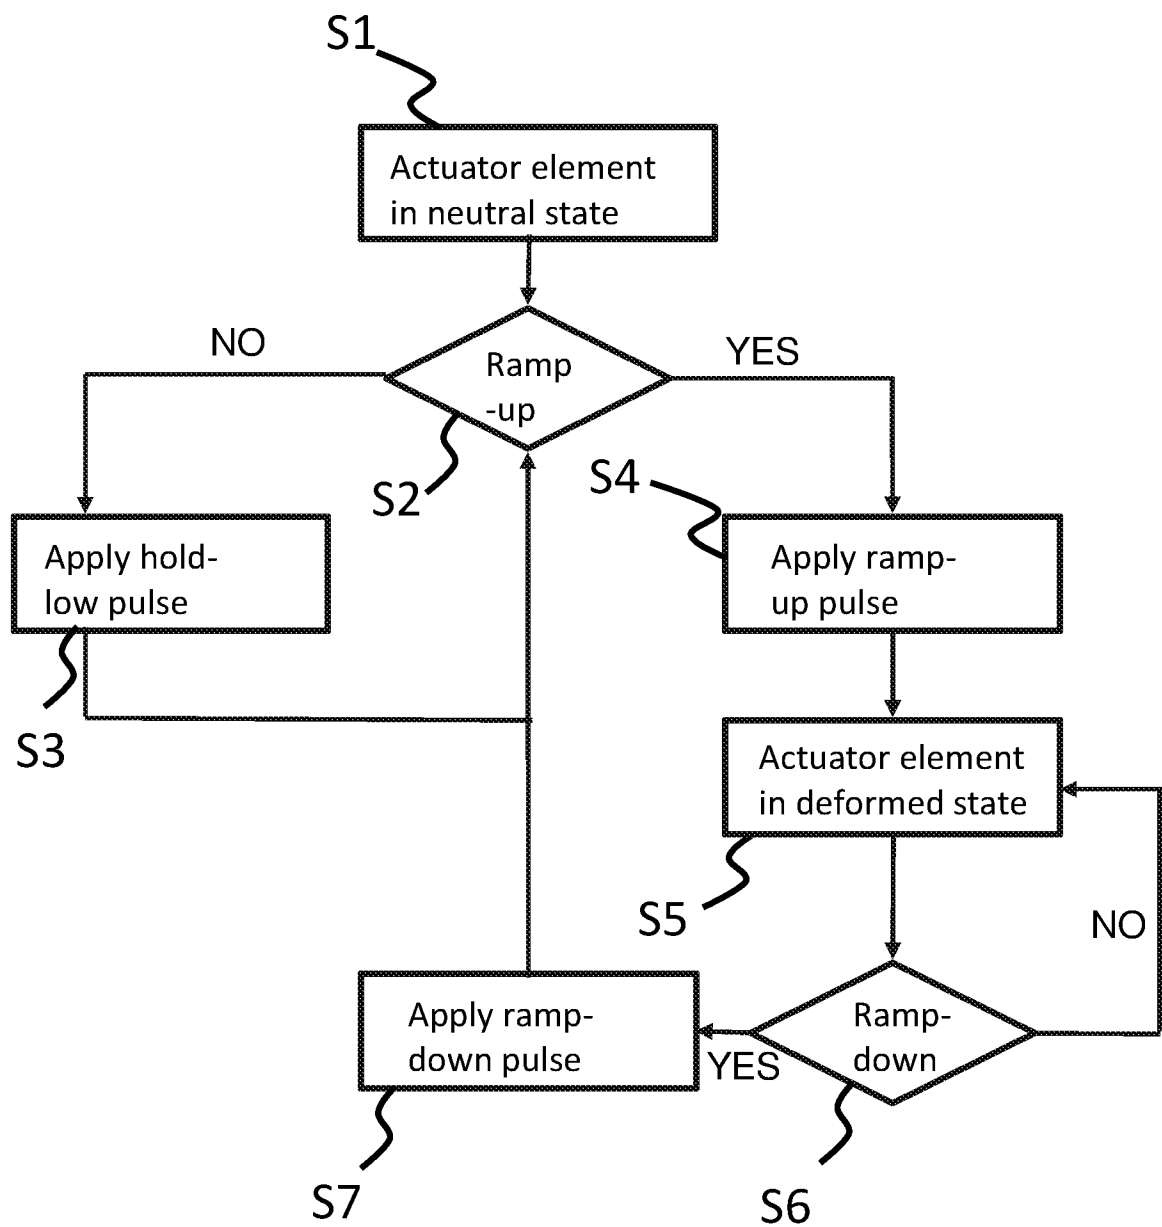 S1
Actuator element
in neutral state
NO
YES
Ramp
-up
S2
S4
Apply hold-
low pulse
Apply ramp-
up pulse
S3
Actuator element
in deformed state
S5
NO
Apply ramp-
down pulse
YES
Ramp-
down
S7
S6